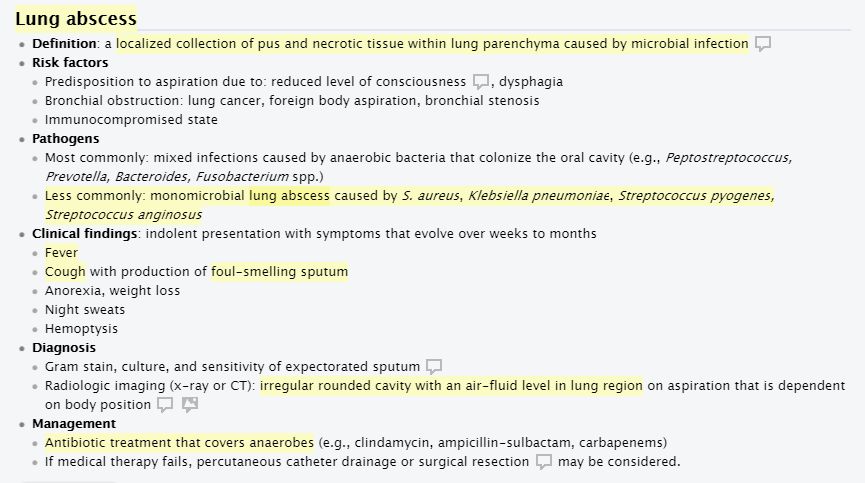 Lung abscess
Definition: a localized collection of pus and necrotic tissue within lung parenchyma caused by microbial infection
Risk factors
Predisposition to aspiration due to: reduced level of consciousness , dysphagia
Bronchial obstruction: lung cancer, foreign body aspiration, bronchial stenosis
Immunocompromised state
Pathogens
Most commonly: mixed infections caused by anaerobic bacteria that colonize the oral cavity (e.g., Peptostreptococcus,
Prevotella, Bacteroides, Fusobacterium spp.)
Less commonly: monomicrobial lung abscess caused by S. aureus, Klebsiella pneumoniae, Streptococcus pyogenes,
Streptococcus anginosus
Clinical findings: indolent presentation with symptoms that evolve over weeks to months
Fever
Cough with production of foul-smelling sputum
Anorexia, weight loss
Night sweats
Hemoptysis
Diagnosis
Gram stain, culture, and sensitivity of expectorated sputum
Radiologic imaging (x-ray or CT): irregular rounded cavity with an air-fluid level in lung region on aspiration that is dependent
on body position
Management
Antibiotic treatment that covers anaerobes (e.g., clindamycin, ampicillin-sulbactam, carbapenems)
If medical therapy fails, percutaneous catheter drainage or surgical resection may be considered.